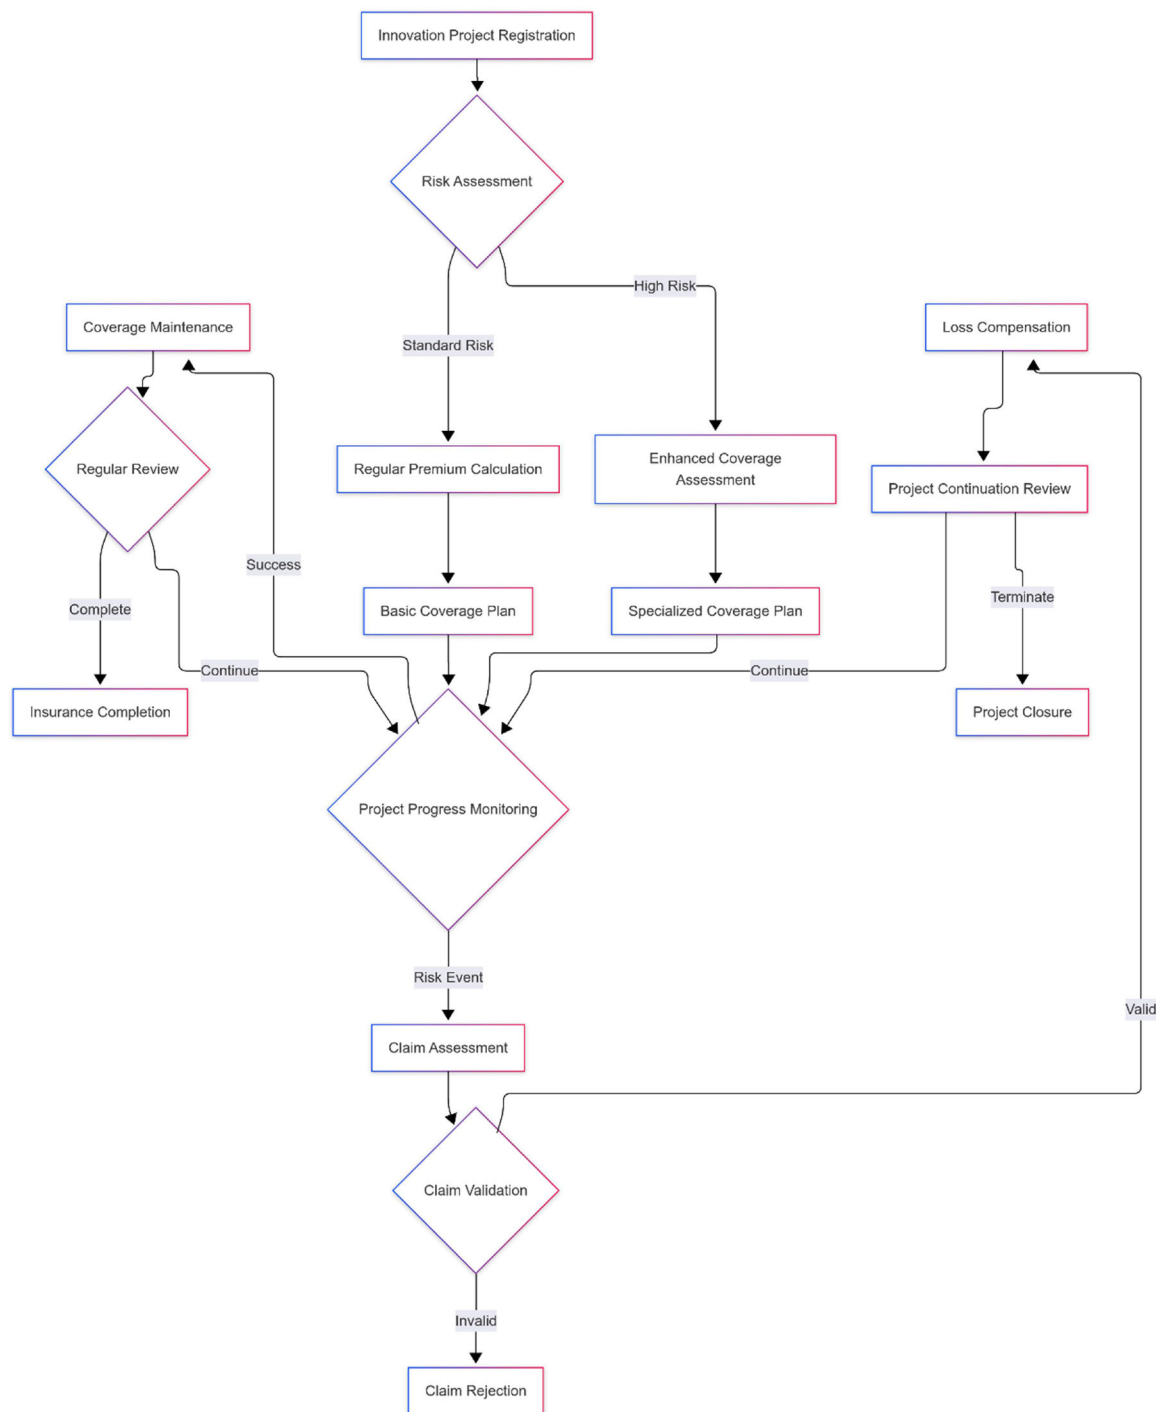 Innovation Project Registration
Risk Assessment
High Risk
Standard Risk
Coverage Maintenance
Loss Compensation
Regular Review
Regular Premium Calculation
Enhanced Coverage
Assessment
Project Continuation Review
Success
Complete
Basic Coverage Plan
Specialized Coverage Plan
Terminate
Continue
Continue
Insurance Completion
Project Closure
Project Progress Monitoring
Risk Event
Valid
Claim Assessment
Claim Validation
Invalid
Claim Rejection